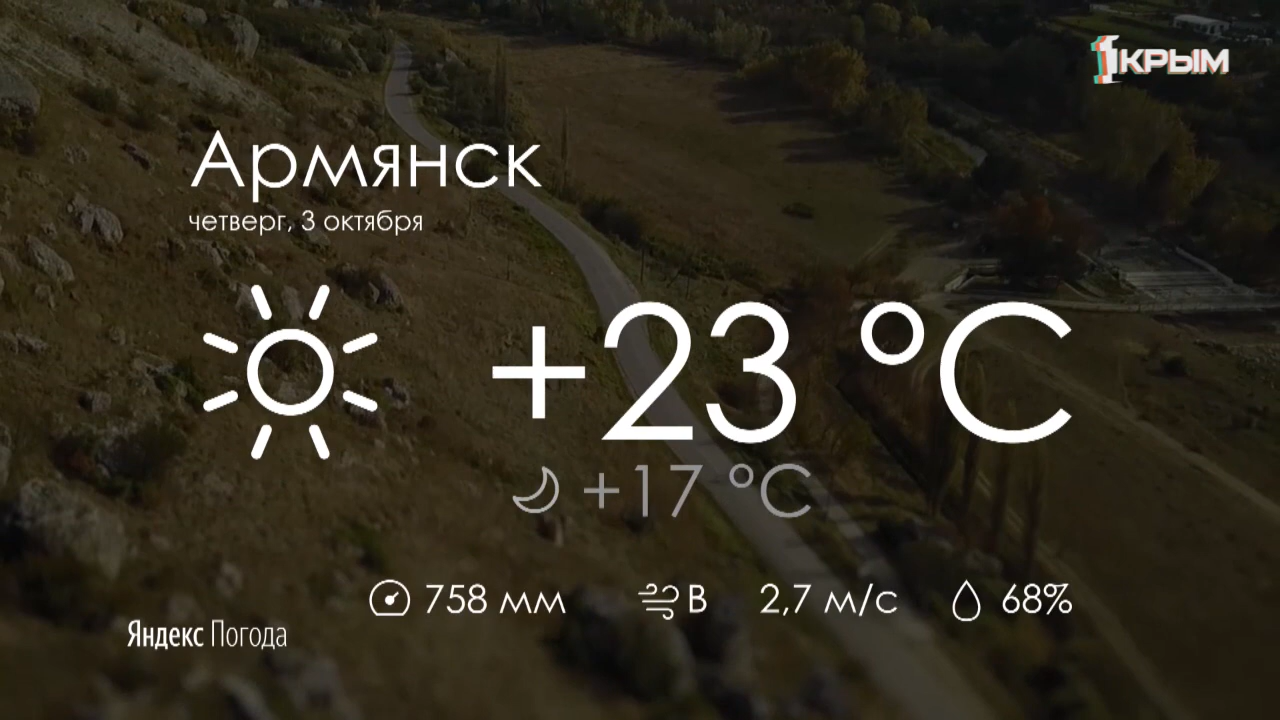 1КРЫМ
Армянск
четверг, 3 октября
+23 °C
+17 °C
758 мм В 2,7 м/с 68%
Яндекс Погода